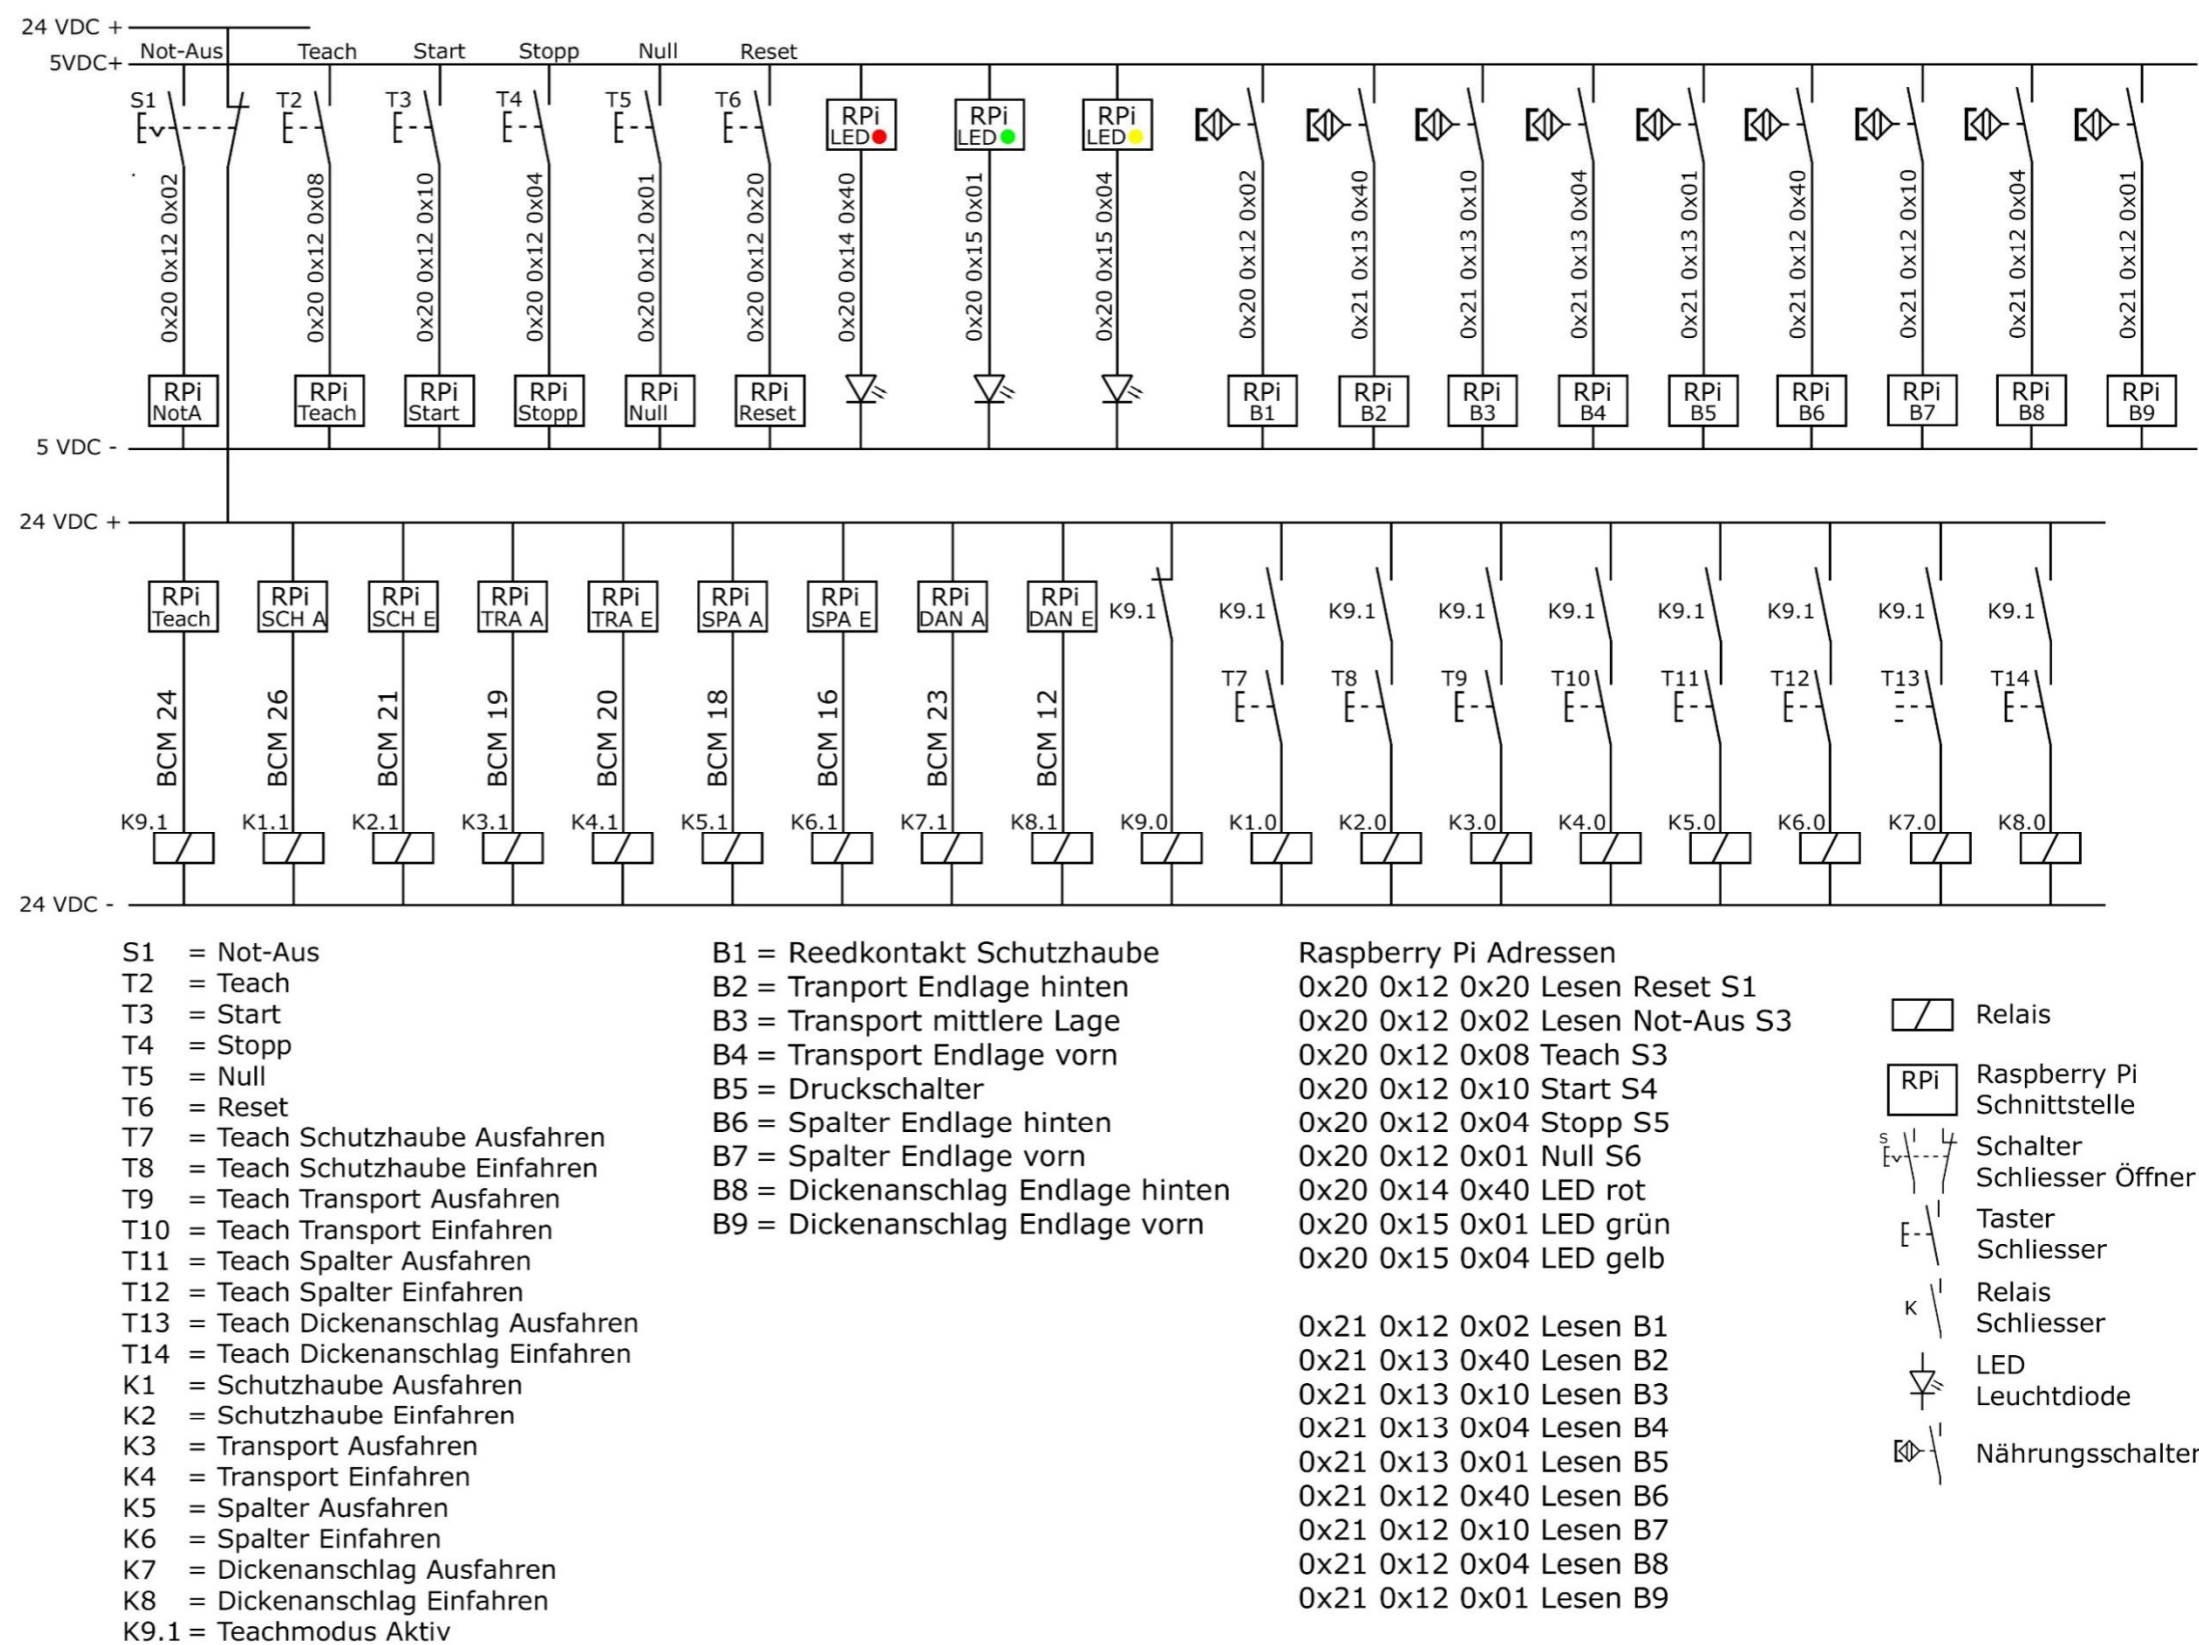 24 VDC +
Not-Aus Teach Start Stopp Null Reset
5VDC+
S1 T2 T3 T4 T5 T6
RPi LED RPi LED RPi LED
0x20 0x12 0x02
0x20 0x12 0x08
0x20 0x12 0x10
0x20 0x12 0x04
0x20 0x12 0x01
0x20 0x12 0x20
0x20 0x14 0x40
0x20 0x15 0x01
0x20 0x15 0x04
0x20 0x12 0x02
0x21 0x13 0x40
0x21 0x13 0x10
0x21 0x13 0x04
0x21 0x13 0x01
0x21 0x12 0x40
0x21 0x12 0x10
0x21 0x12 0x04
0x21 0x12 0x01
RPi RPi RPi RPi RPi RPi RPi RPi RPi RPi RPi RPi RPi RPi RPi
NotA Teach Start Stopp Null Reset B1 B2 B3 B4 B5 B6 B7 B8 B9
5 VDC -
24 VDC +
RPi RPi RPi RPi RPi RPi RPi RPi RPi
Teach SCH A SCH E TRA A TRA E SPA A SPA E DAN A DAN E
K9.1 K9.1 K9.1 K9.1 K9.1 K9.1 K9.1 K9.1 K9.1
T7 T8 T9 T10 T11 T12 T13 T14
BCM 24
BCM 26
BCM 21
BCM 19
BCM 20
BCM 18
BCM 16
BCM 23
BCM 12
K9.1 K1.1 K2.1 K3.1 K4.1 K5.1 K6.1 K7.1 K8.1 K9.0 K1.0 K2.0 K3.0 K4.0 K5.0 K6.0 K7.0 K8.0
24 VDC -
S1 = Not-Aus
T2 = Teach
T3 = Start
T4 = Stopp
T5 = Null
T6 = Reset
T7 = Teach Schutzhaube Ausfahren
T8 = Teach Schutzhaube Einfahren
T9 = Teach Transport Ausfahren
T10 = Teach Transport Einfahren
T11 = Teach Spalter Ausfahren
T12 = Teach Spalter Einfahren
T13 = Teach Dickenanschlag Ausfahren
T14 = Teach Dickenanschlag Einfahren
K1 = Schutzhaube Ausfahren
K2 = Schutzhaube Einfahren
K3 = Transport Ausfahren
K4 = Transport Einfahren
K5 = Spalter Ausfahren
K6 = Spalter Einfahren
K7 = Dickenanschlag Ausfahren
K8 = Dickenanschlag Einfahren
K9.1 = Teachmodus Aktiv
B1 = Reedkontakt Schutzhaube
B2 = Tranport Endlage hinten
B3 = Transport mittlere Lage
B4 = Transport Endlage vorn
B5 = Druckschalter
B6 = Spalter Endlage hinten
B7 = Spalter Endlage vorn
B8 = Dickenanschlag Endlage hinten
B9 = Dickenanschlag Endlage vorn
Raspberry Pi Adressen
0x20 0x12 0x20 Lesen Reset S1
0x20 0x12 0x02 Lesen Not-Aus S3
0x20 0x12 0x08 Teach S3
0x20 0x12 0x10 Start S4
0x20 0x12 0x04 Stopp S5
0x20 0x12 0x01 Null S6
0x20 0x14 0x40 LED rot
0x20 0x15 0x01 LED grün
0x20 0x15 0x04 LED gelb
0x21 0x12 0x02 Lesen B1
0x21 0x13 0x40 Lesen B2
0x21 0x13 0x10 Lesen B3
0x21 0x13 0x04 Lesen B4
0x21 0x13 0x01 Lesen B5
0x21 0x12 0x40 Lesen B6
0x21 0x12 0x10 Lesen B7
0x21 0x12 0x04 Lesen B8
0x21 0x12 0x01 Lesen B9
Relais
RPi
Raspberry Pi
Schnittstelle
S
Schalter
Schliesser Öffner
Taster
Schliesser
K
Relais
Schliesser
LED
Leuchtdiode
Nährungsschalter